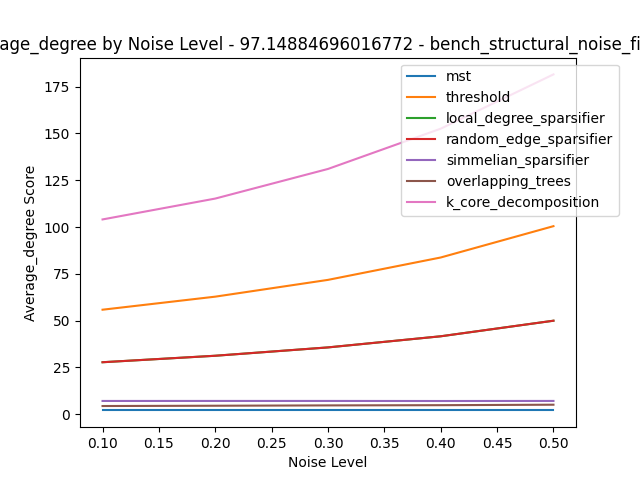 age_degree by Noise Level - 97.14884696016772 - bench_structural_noise_fi
mst
threshold
local_degree_sparsifier
random_edge_sparsifier
simmelian_sparsifier
overlapping_trees
k_core_decomposition
Average_degree Score
175
150
125
100
75
50
25
0
0.10 0.15 0.20 0.25 0.30 0.35 0.40 0.45 0.50
Noise Level